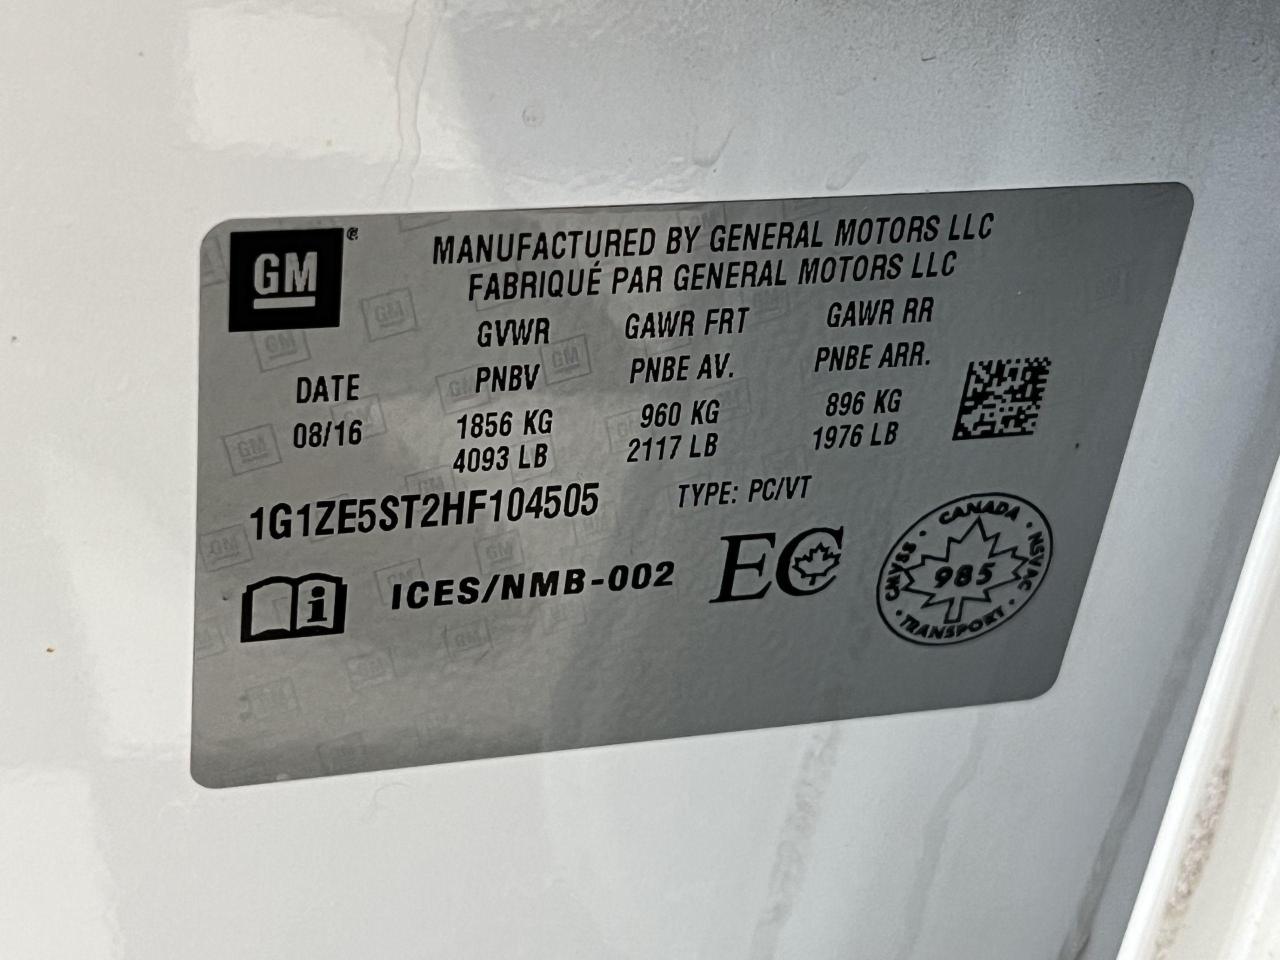 GM
MANUFACTURED BY GENERAL MOTORS LLC
FABRIQUÉ PAR GENERAL MOTORS LLC
GVWR GAWR FRT GAWR RR
DATE PNBV PNBE AV. PNBE ARR.
08/16 1856 KG 960 KG 896 KG
4093 LB 2117 LB 1976 LB
1G1ZE5ST2HF104505 TYPE: PC/VT
i ICES/NMB-002 EC
CANADA
CMVSS · 985 · NSVAC
TRANSPORT